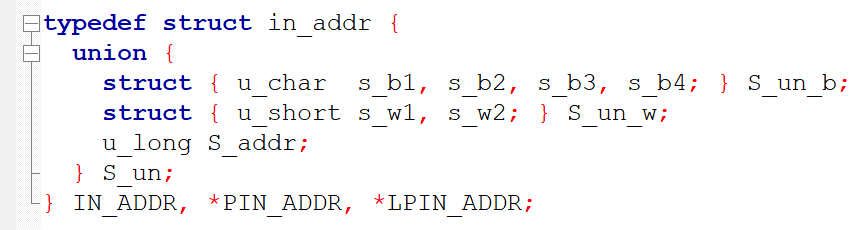 typedef struct in_addr {
union {
struct { u_char s_b1, s_b2, s_b3, s_b4; } S_un_b;
struct { u_short s_w1, s_w2; } S_un_w;
u_long S_addr;
} S_un;
} IN_ADDR, *PIN_ADDR, *LPIN_ADDR;